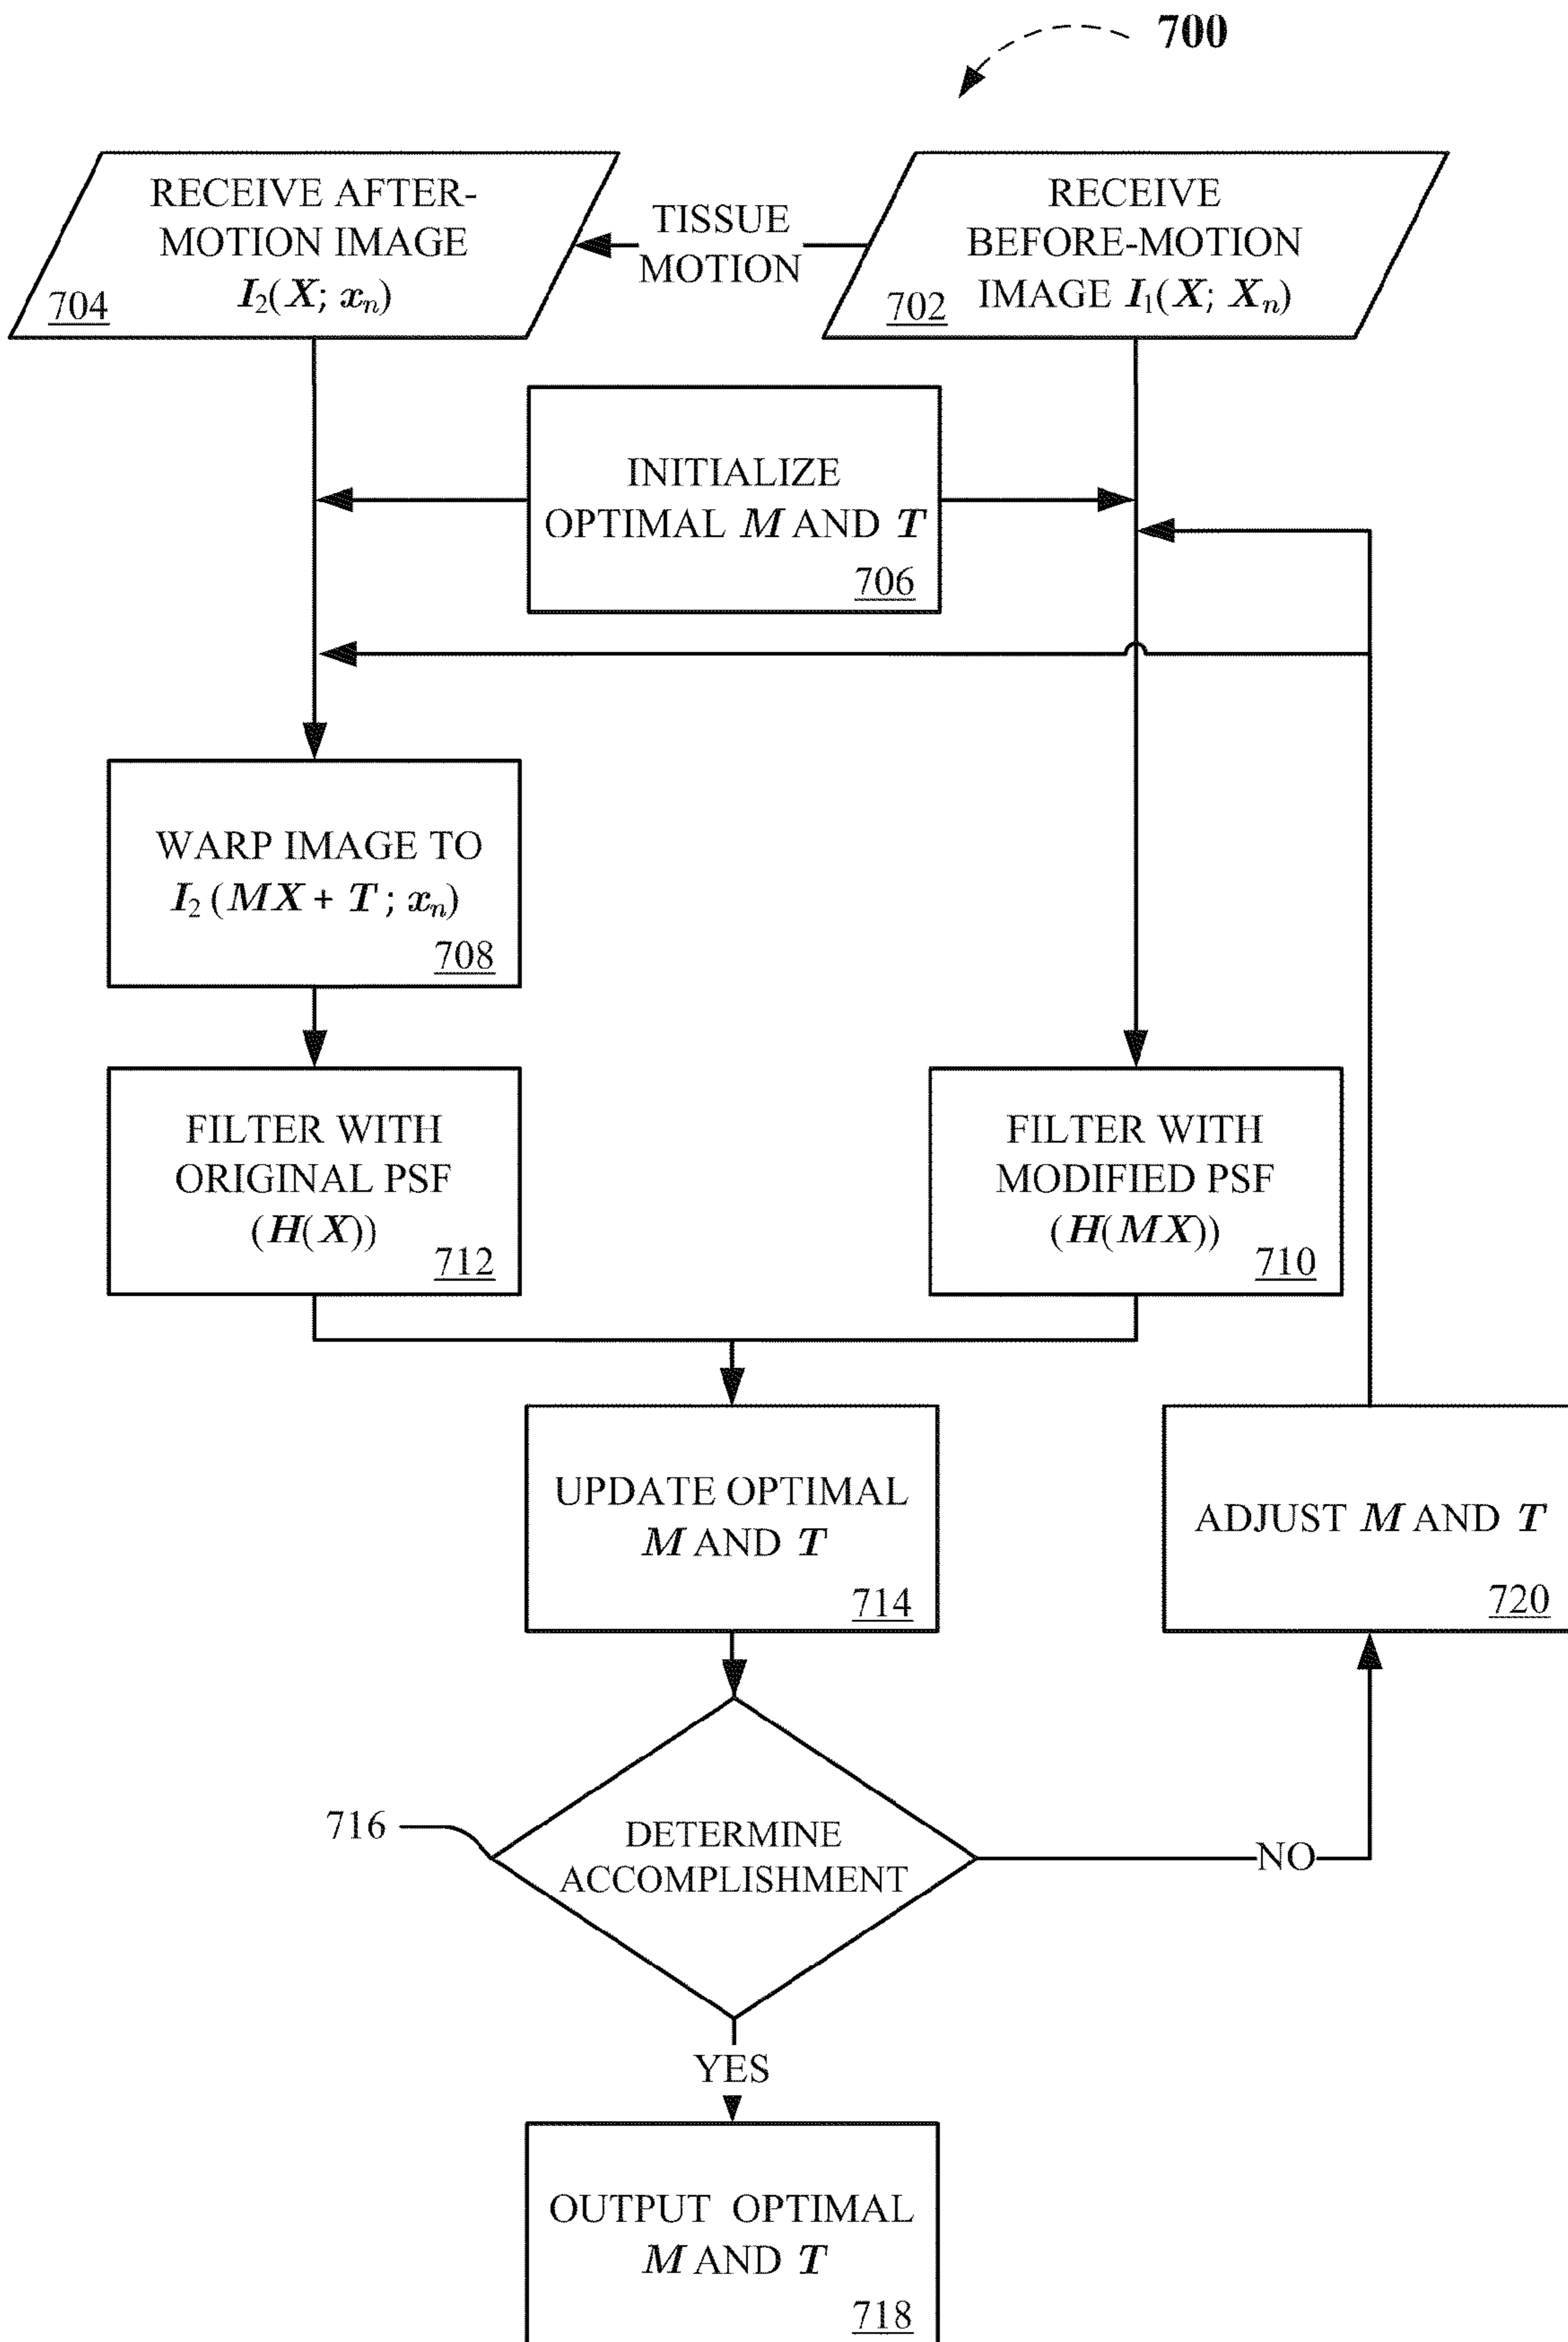 700
RECEIVE AFTER-
MOTION IMAGE
I₂(X; xₙ)
704
TISSUE
MOTION
RECEIVE
BEFORE-MOTION
IMAGE I₁(X; Xₙ)
702
INITIALIZE
OPTIMAL M AND T
706
WARP IMAGE TO
I₂ (MX + T ; xₙ)
708
FILTER WITH
ORIGINAL PSF
(H(X))
712
FILTER WITH
MODIFIED PSF
(H(MX))
710
UPDATE OPTIMAL
M AND T
714
ADJUST M AND T
720
716
DETERMINE
ACCOMPLISHMENT
NO
YES
OUTPUT OPTIMAL
M AND T
718